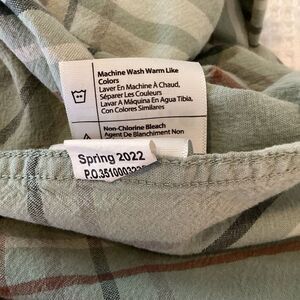 Machine Wash Warm Like
Colors
Laver En Machine À Chaud,
Séparer Les Couleurs
Lavar A Máquina En Agua Tibia,
Con Colores Similares
Non-Chlorine Bleach
Agent De Blanchiment Non
Spring 2022